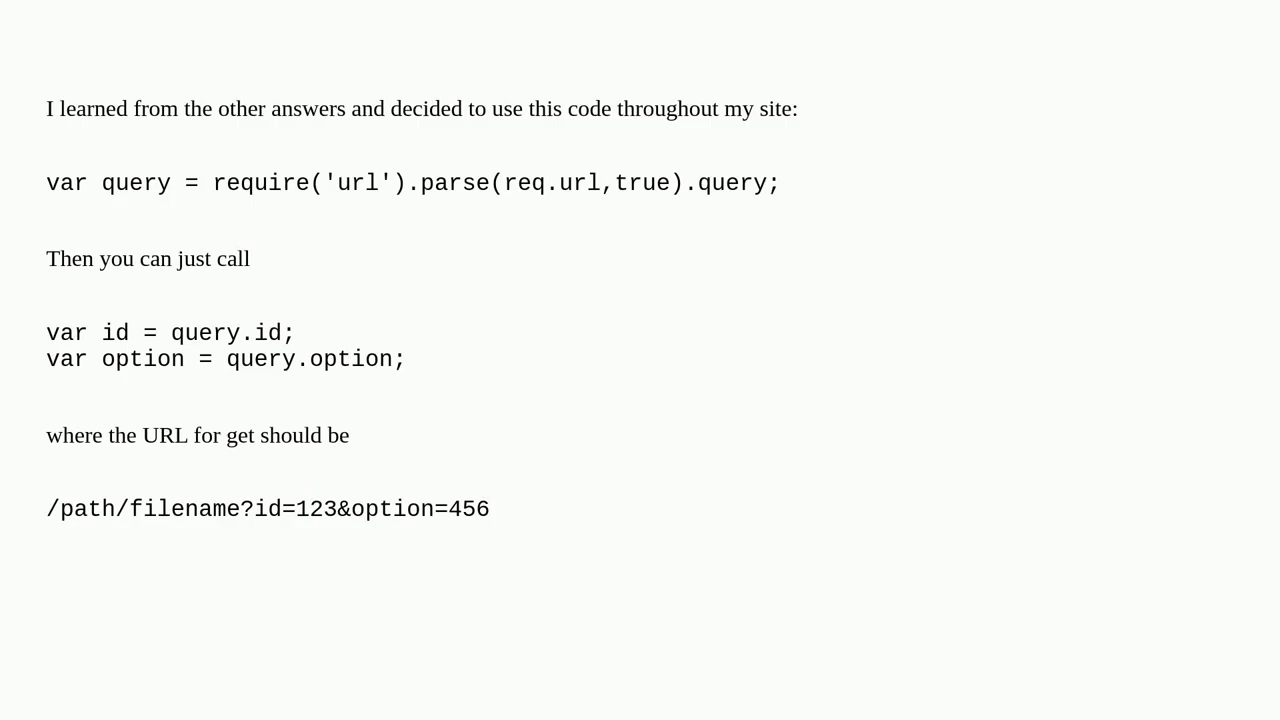 I learned from the other answers and decided to use this code throughout my site:
var query = require('url').parse(req.url,true).query;
Then you can just call
var id = query.id;
var option = query.option;
where the URL for get should be
/path/filename?id=123&option=456